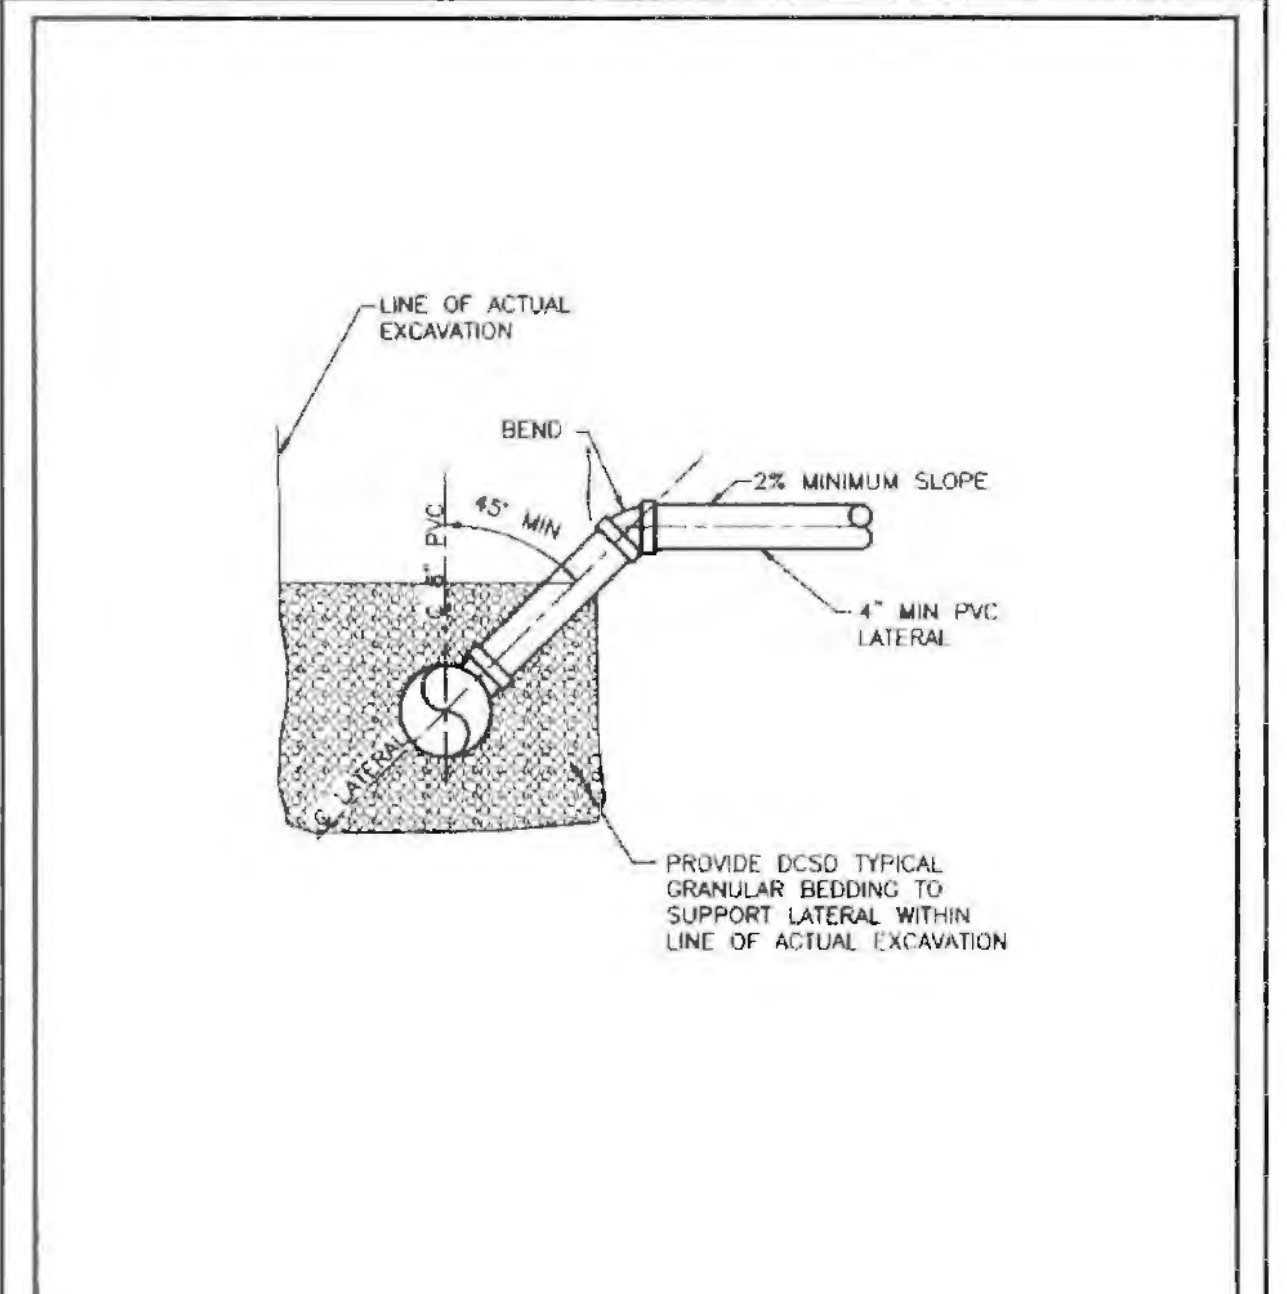 LINE OF ACTUAL
EXCAVATION
BEND
2% MINIMUM SLOPE
45° MIN
PVC
4" MIN PVC
LATERAL
℄ LATERAL
PROVIDE DCSD TYPICAL
GRANULAR BEDDING TO
SUPPORT LATERAL WITHIN
LINE OF ACTUAL EXCAVATION